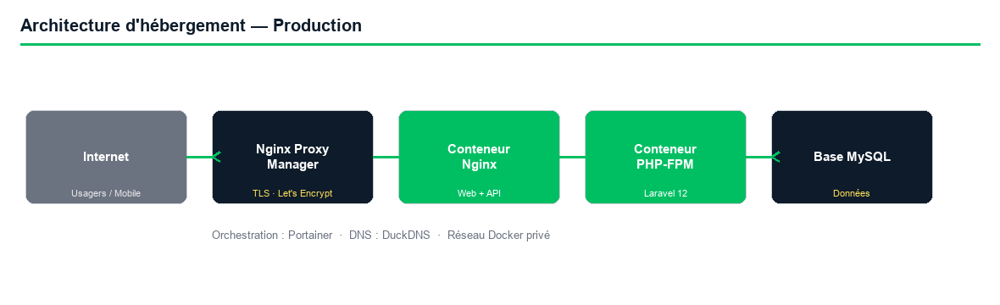 Architecture d'hébergement — Production
Internet
Usagers / Mobile
Nginx Proxy
Manager
TLS · Let's Encrypt
Conteneur
Nginx
Web + API
Conteneur
PHP-FPM
Laravel 12
Base MySQL
Données
Orchestration : Portainer · DNS : DuckDNS · Réseau Docker privé